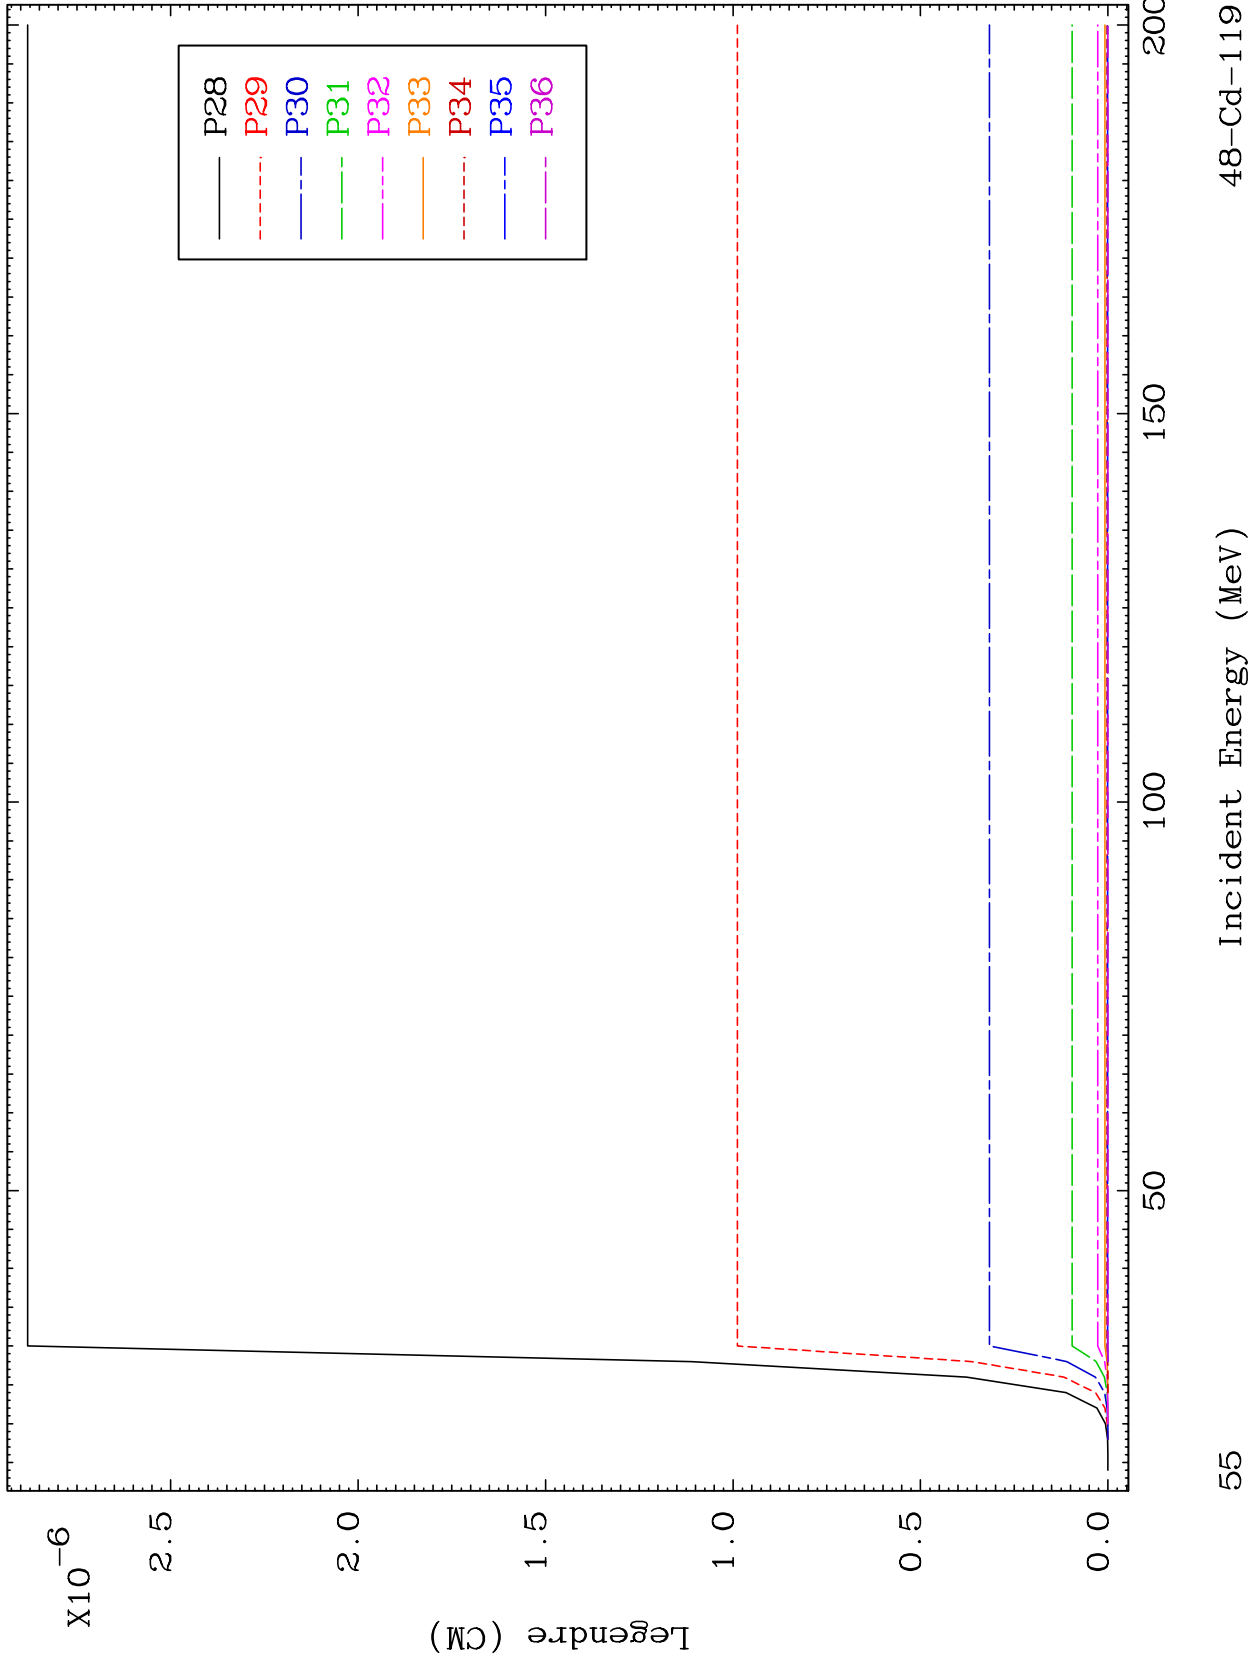 X10-6
2.5
2.0
1.5
1.0
0.5
0.0
Legendre (CM)
P28
P29
P30
P31
P32
P33
P34
P35
P36
50
100
150
200
55
Incident Energy (MeV)
48-Cd-119